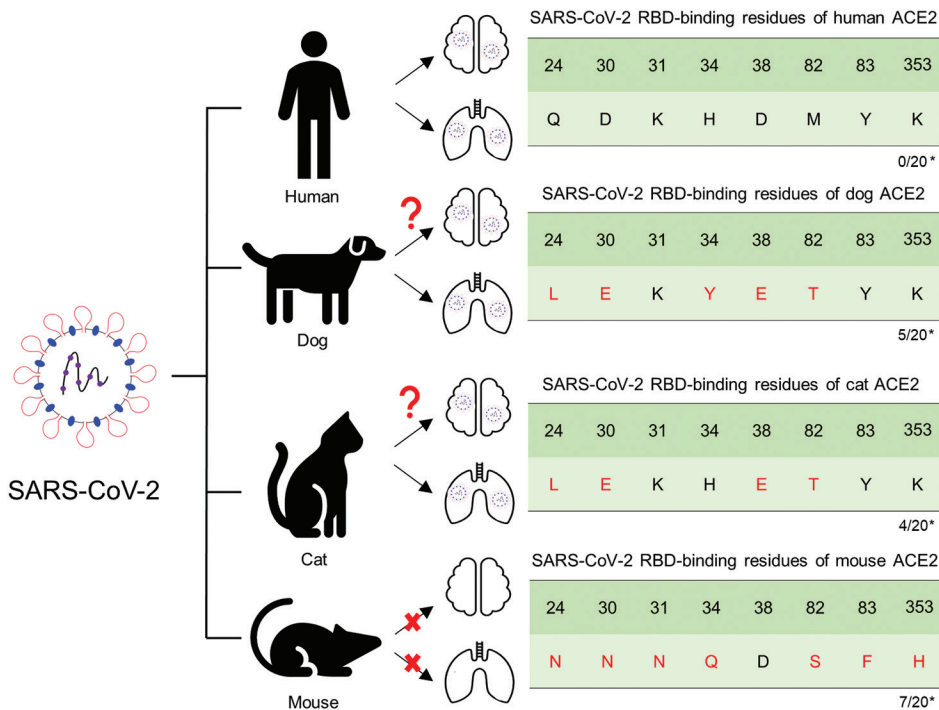 SARS-CoV-2 RBD-binding residues of human ACE2
24 30 31 34 38 82 83 353
Q D K H D M Y K
0/20*
Human
SARS-CoV-2 RBD-binding residues of dog ACE2
?
24 30 31 34 38 82 83 353
L E K Y E T Y K
5/20*
Dog
SARS-CoV-2
SARS-CoV-2 RBD-binding residues of cat ACE2
?
24 30 31 34 38 82 83 353
L E K H E T Y K
4/20*
Cat
SARS-CoV-2 RBD-binding residues of mouse ACE2
24 30 31 34 38 82 83 353
N N N Q D S F H
7/20*
Mouse